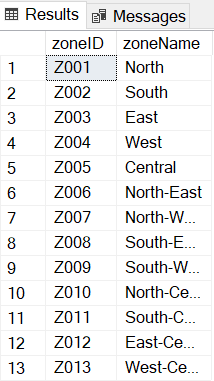 Results Messages
zoneID zoneName
1 Z001 North
2 Z002 South
3 Z003 East
4 Z004 West
5 Z005 Central
6 Z006 North-East
7 Z007 North-W...
8 Z008 South-E...
9 Z009 South-W...
10 Z010 North-Ce...
11 Z011 South-C...
12 Z012 East-Ce...
13 Z013 West-Ce...